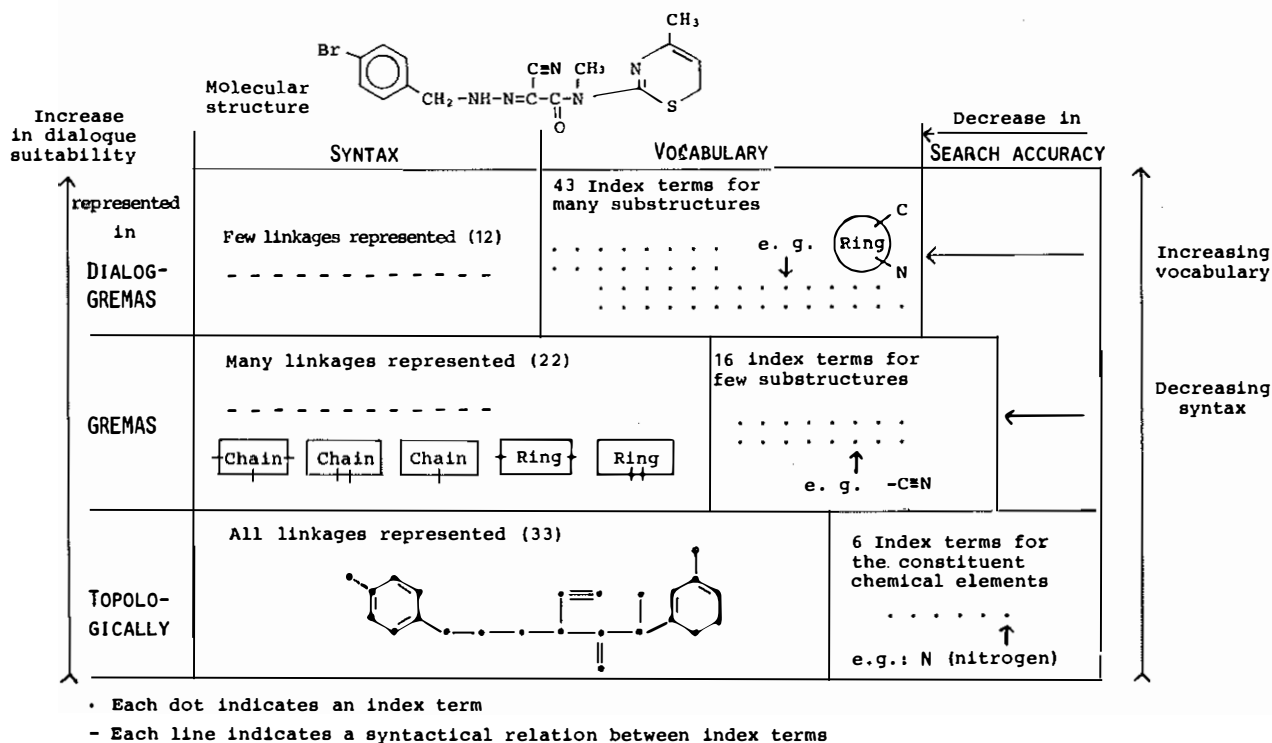 CH₃
Br
C≡N CH₃ N
Molecular
structure
CH₂ –NH–N=C –C–N S
O
Increase
in dialoque
suitability
Decrease in
SYNTAX VOCABULARY SEARCH ACCURACY
represented
in
DIALOG-
GREMAS
Few linkages represented (12)
43 Index terms for
many substructures
e. g.
Ring
C
N
Increasing
vocabulary
GREMAS
Many linkages represented (22)
Chain Chain Chain Ring Ring
16 index terms for
few substructures
e. g. -C≡N
Decreasing
syntax
TOPOLO-
GICALLY
All linkages represented (33)
6 Index terms for
the constituent
chemical elements
e.g.: N (nitrogen)
· Each dot indicates an index term
– Each line indicates a syntactical relation between index terms